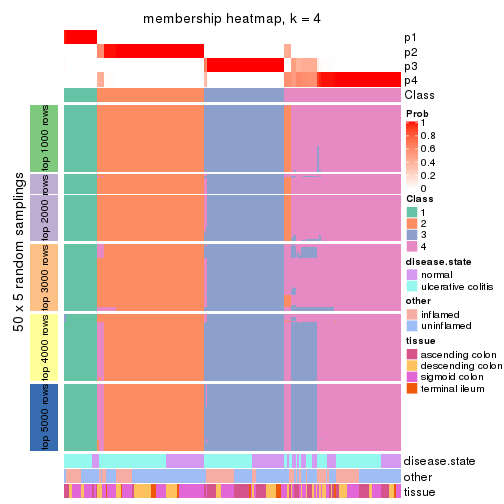 membership heatmap, k = 4
p1
p2
p3
p4
Class
50 x 5 random samplings
top 1000 rows
top 2000 rows
top 3000 rows
top 4000 rows
top 5000 rows
Prob
1
0.8
0.6
0.4
0.2
0
Class
1
2
3
4
disease.state
normal
ulcerative colitis
other
inflamed
uninflamed
tissue
ascending colon
descending colon
sigmoid colon
terminal ileum
disease.state
other
tissue